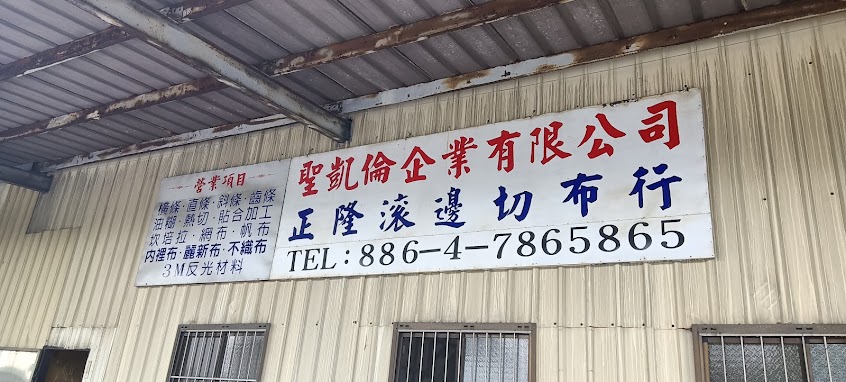 營業項目
橫條·直條·斜條·齒條
油糊·熱切·貼合加工
坎培拉·網布·帆布
內裡布·麗新布·不織布
3M反光材料
聖凱倫企業有限公司
正隆滾邊切布行
TEL:886-4-7865865